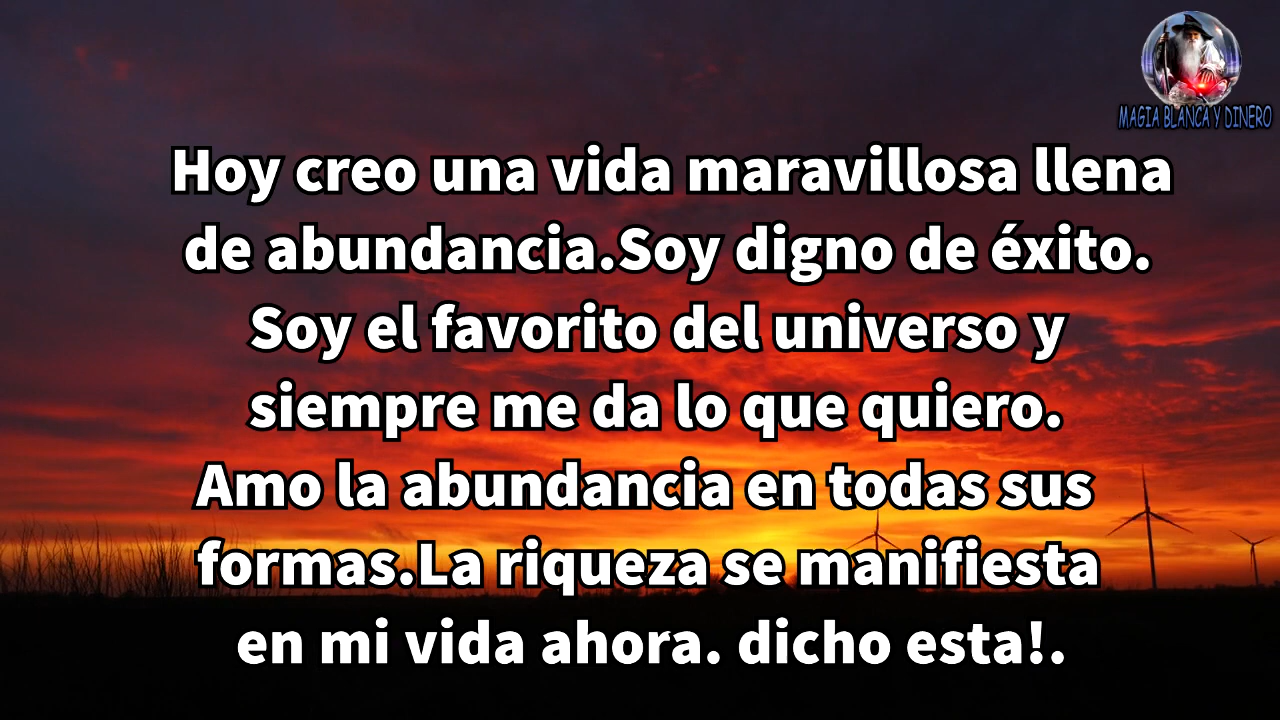 MAGIA BLANCA Y DINERO
Hoy creo una vida maravillosa llena
de abundancia.Soy digno de éxito.
Soy el favorito del universo y
siempre me da lo que quiero.
Amo la abundancia en todas sus
formas.La riqueza se manifiesta
en mi vida ahora. dicho esta!.